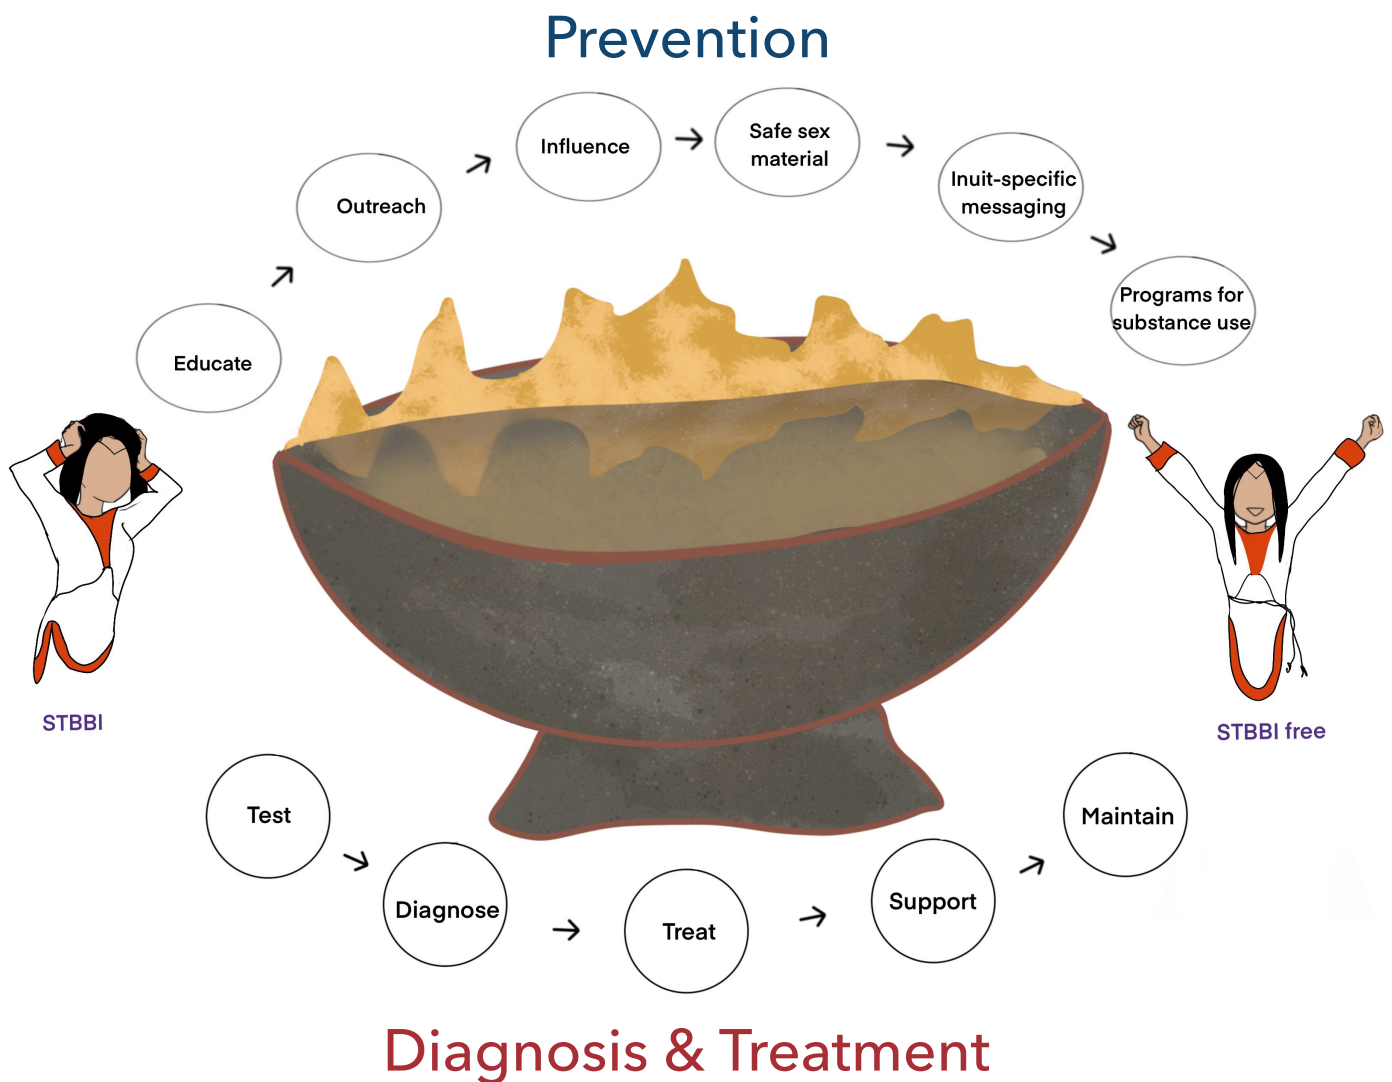 Prevention
Educate
Outreach
Influence
Safe sex
material
Inuit-specific
messaging
Programs for
substance use
STBBI
STBBI free
Test
Diagnose
Treat
Support
Maintain
Diagnosis & Treatment